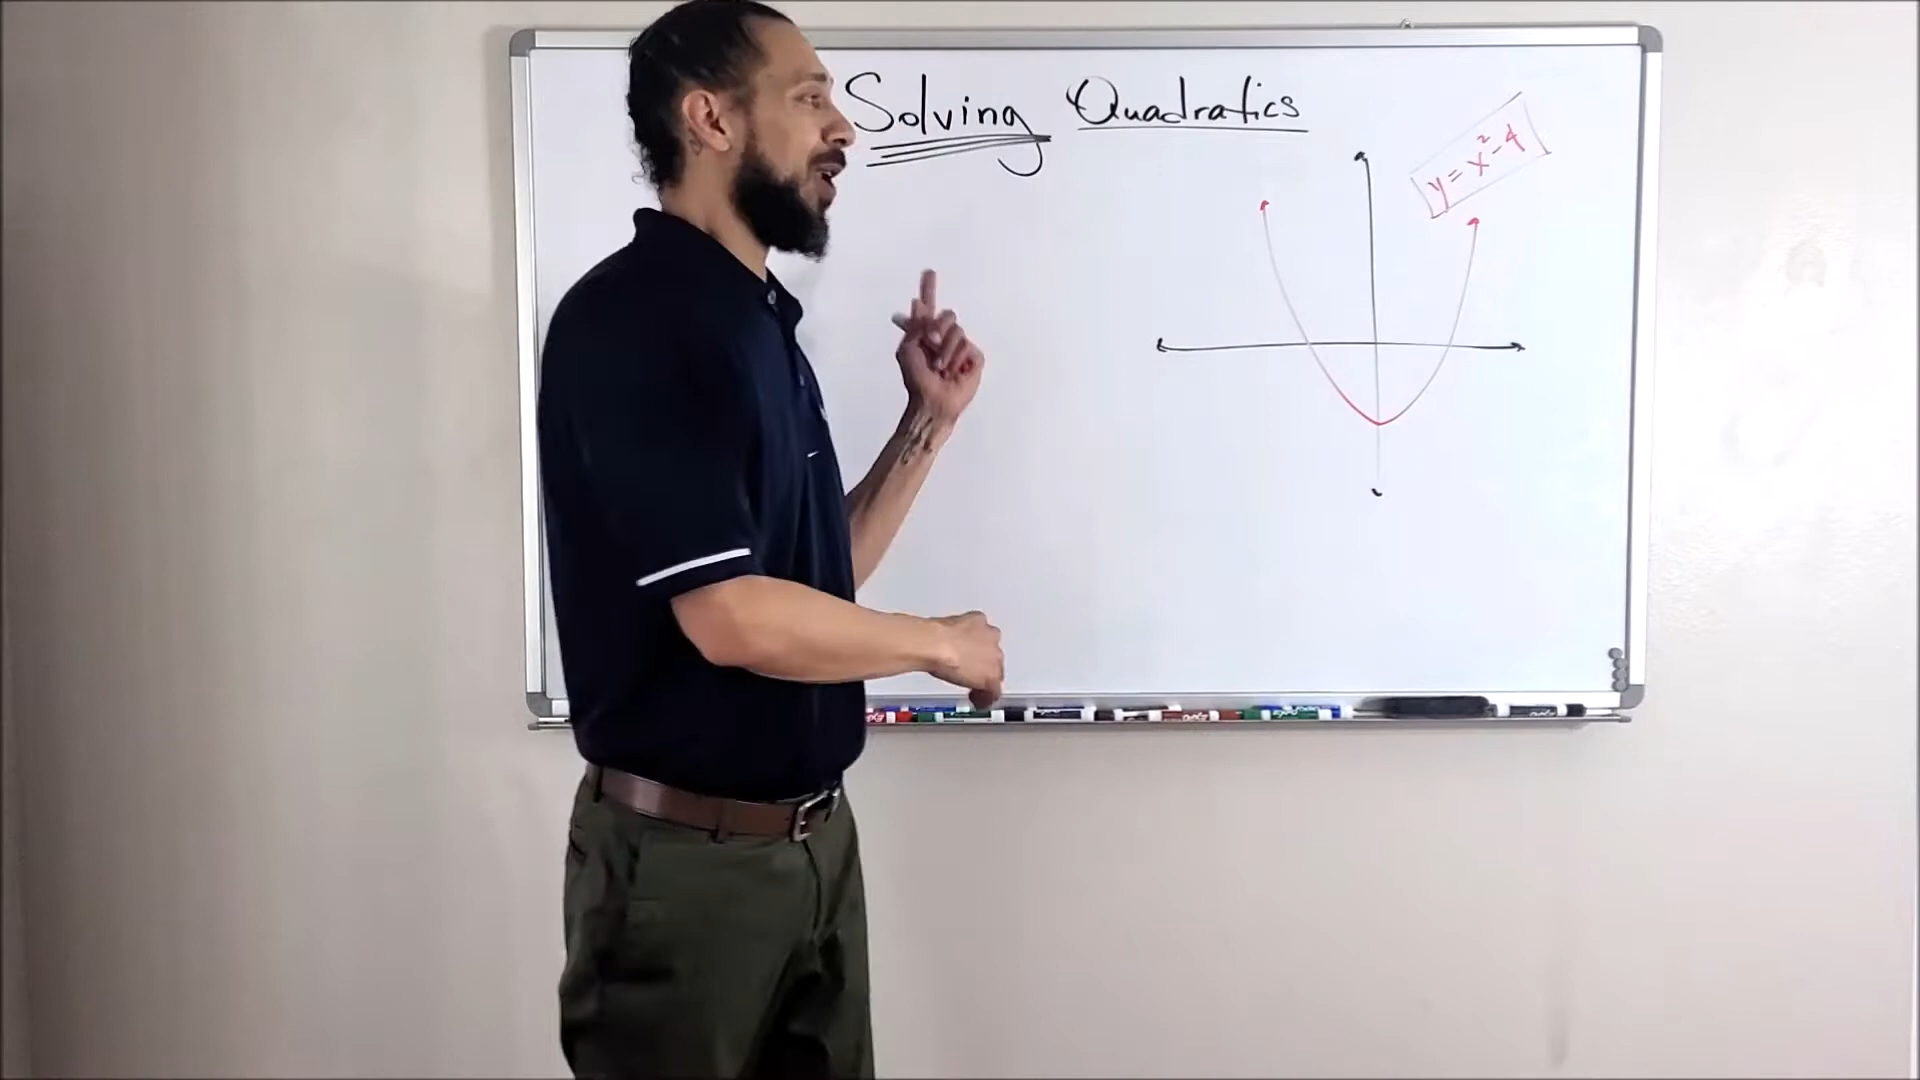 Solving Quadratics
y = x² - 4